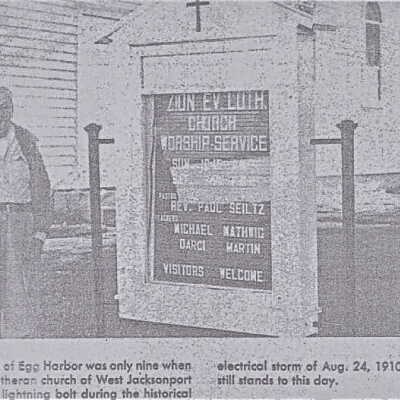 ZION EV. LUTH.
CHURCH
WORSHIP-SERVICE
SUN.
PASTOR
REV. PAUL SEILTZ
TEACHERS
MICHAEL MATHWIG
DARCI MARTIN
VISITORS WELCOME
of Egg Harbor was only nine when
theran church of West Jacksonport
lightning bolt during the historical
electrical storm of Aug. 24, 1910
still stands to this day.